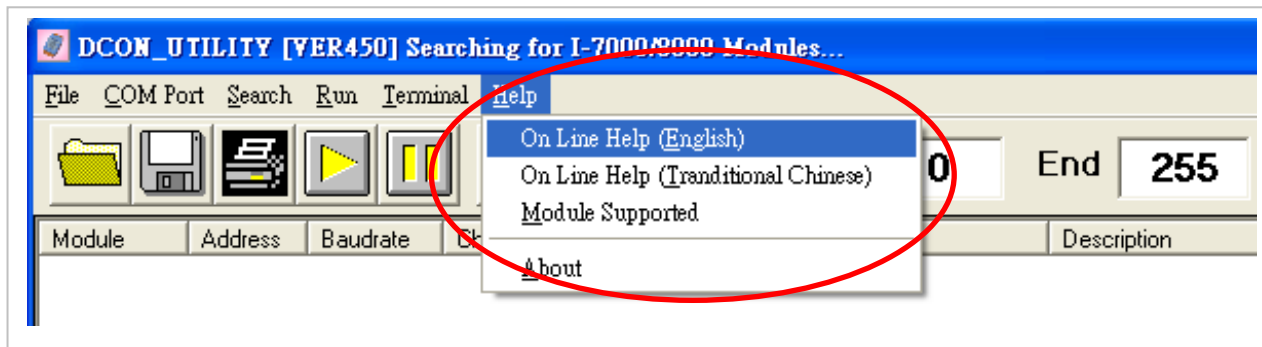 DCON_UTILITY [VER450] Searching for I-7000/8000 Modules...
File COM Port Search Run Terminal Help
On Line Help (English)
On Line Help (Tranditional Chinese)
Module Supported
About
0 End 255
Module Address Baudrate Description